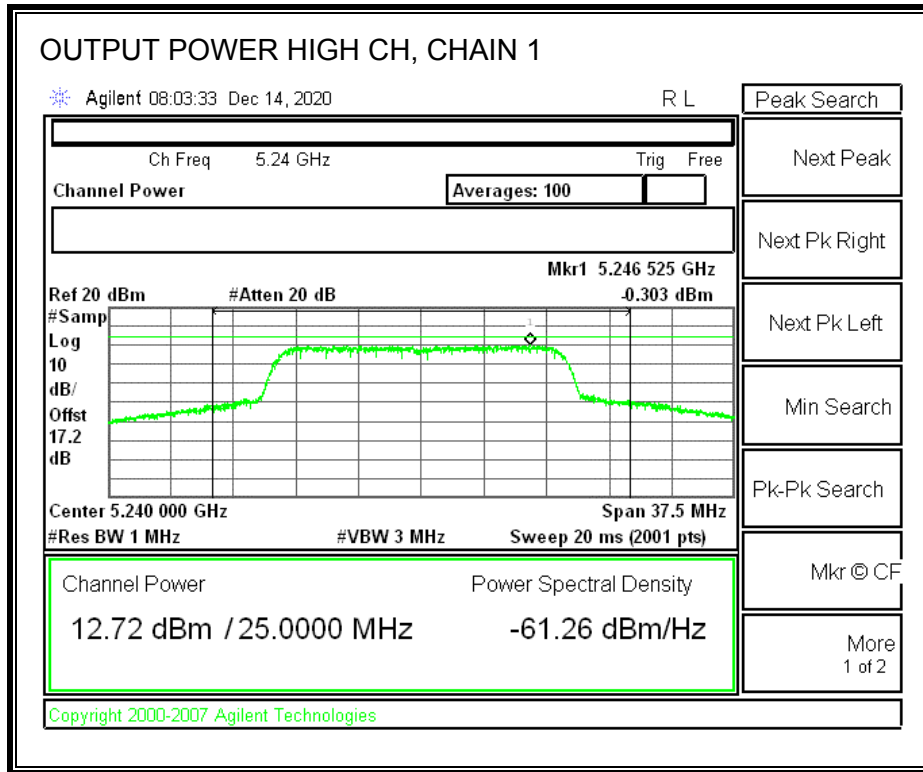 OUTPUT POWER HIGH CH, CHAIN 1
Agilent 08:03:33 Dec 14, 2020 R L
Peak Search
Ch Freq 5.24 GHz Trig Free
Channel Power Averages: 100
Mkr1 5.246 525 GHz
Ref 20 dBm #Atten 20 dB -0.303 dBm
#Samp
Log
10
dB/
Offst
17.2
dB
1
Center 5.240 000 GHz Span 37.5 MHz
#Res BW 1 MHz #VBW 3 MHz Sweep 20 ms (2001 pts)
Channel Power Power Spectral Density
12.72 dBm / 25.0000 MHz -61.26 dBm/Hz
Next Peak
Next Pk Right
Next Pk Left
Min Search
Pk-Pk Search
Mkr © CF
More
1 of 2
Copyright 2000-2007 Agilent Technologies